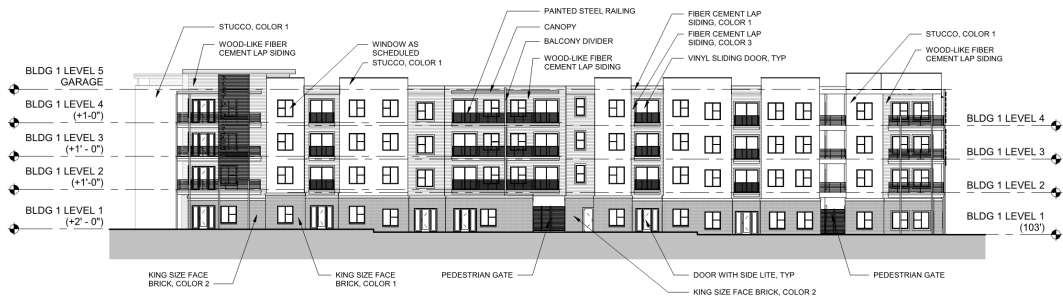 PAINTED STEEL RAILING
CANOPY
BALCONY DIVIDER
WOOD-LIKE FIBER
CEMENT LAP SIDING
FIBER CEMENT LAP
SIDING, COLOR 1
FIBER CEMENT LAP
SIDING, COLOR 3
VINYL SLIDING DOOR, TYP
STUCCO, COLOR 1
WOOD-LIKE FIBER
CEMENT LAP SIDING
WINDOW AS
SCHEDULED
STUCCO, COLOR 1
STUCCO, COLOR 1
WOOD-LIKE FIBER
CEMENT LAP SIDING
BLDG 1 LEVEL 5
GARAGE
BLDG 1 LEVEL 4
(+1-0")
BLDG 1 LEVEL 3
(+1' - 0")
BLDG 1 LEVEL 2
(+1'-0")
BLDG 1 LEVEL 1
(+2' - 0")
BLDG 1 LEVEL 4
BLDG 1 LEVEL 3
BLDG 1 LEVEL 2
BLDG 1 LEVEL 1
(103')
KING SIZE FACE
BRICK, COLOR 2
KING SIZE FACE
BRICK, COLOR 1
PEDESTRIAN GATE
DOOR WITH SIDE LITE, TYP
KING SIZE FACE BRICK, COLOR 2
PEDESTRIAN GATE